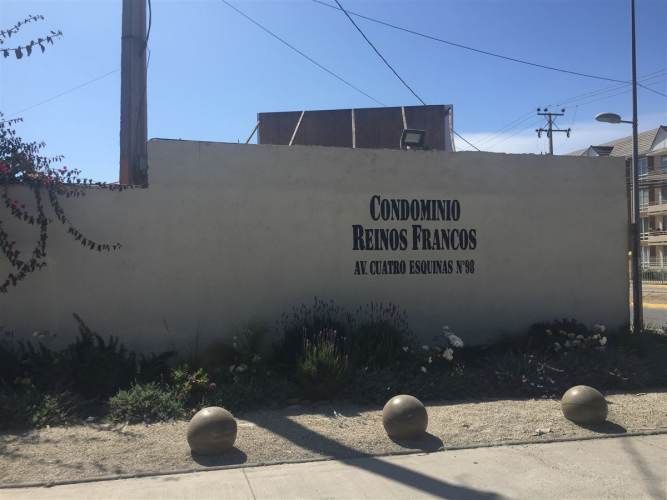 CONDOMINIO
REINOS FRANCOS
AV. CUATRO ESQUINAS N°98